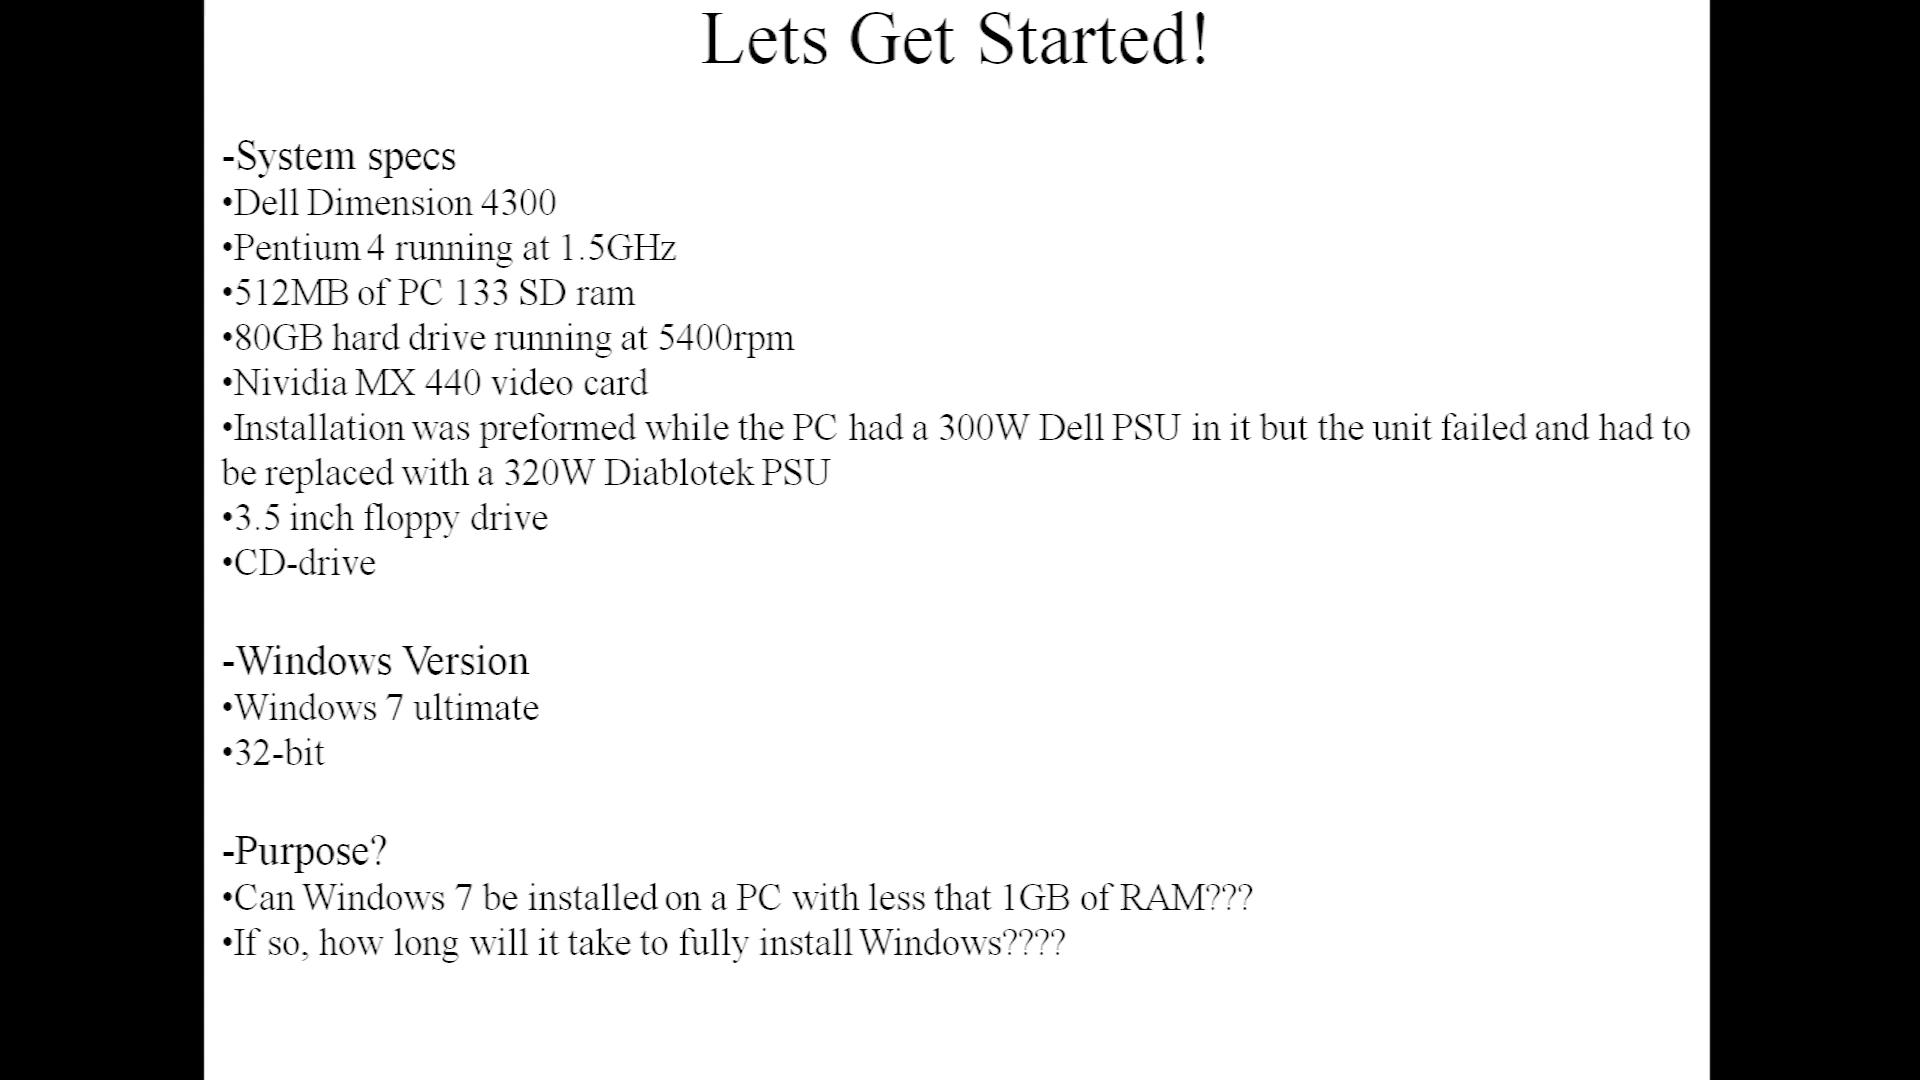 Lets Get Started!
-System specs
•Dell Dimension 4300
•Pentium 4 running at 1.5GHz
•512MB of PC 133 SD ram
•80GB hard drive running at 5400rpm
•Nividia MX 440 video card
•Installation was preformed while the PC had a 300W Dell PSU in it but the unit failed and had to
be replaced with a 320W Diablotek PSU
•3.5 inch floppy drive
•CD-drive
-Windows Version
•Windows 7 ultimate
•32-bit
-Purpose?
•Can Windows 7 be installed on a PC with less that 1GB of RAM???
•If so, how long will it take to fully install Windows????